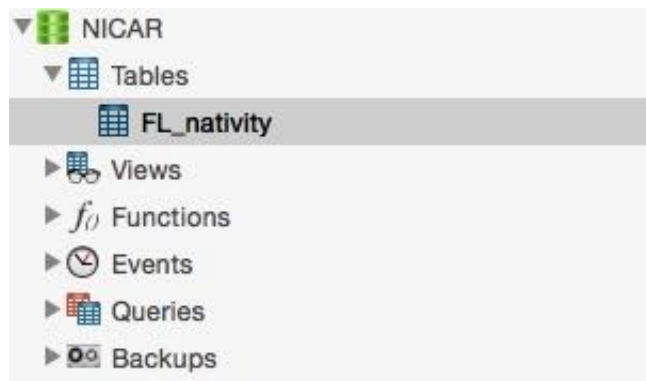 NICAR
Tables
FL_nativity
Views
f() Functions
Events
Queries
Backups